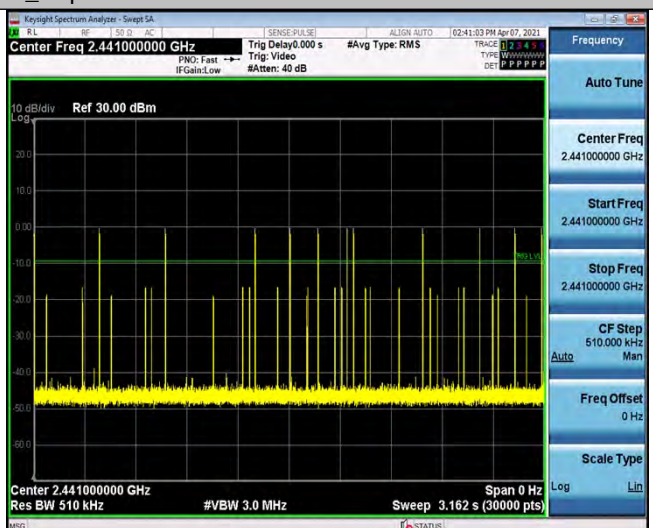 Keysight Spectrum Analyzer - Swept SA
RL RF 50 Ω AC SENSE:PULSE ALIGN AUTO 02:41:03 PM Apr 07, 2021
Center Freq 2.441000000 GHz
PNO: Fast
IFGain:Low
Trig Delay0.000 s
Trig: Video
#Atten: 40 dB
#Avg Type: RMS
TRACE 1 2 3 4 5 6
TYPE WWWWWW
DET P P P P P P
Frequency
10 dB/div Ref 30.00 dBm
Log
20.0
10.0
0.00
-10.0
-20.0
-30.0
-40.0
-50.0
-60.0
TRIG LVL
Center 2.441000000 GHz Span 0 Hz
Res BW 510 kHz #VBW 3.0 MHz Sweep 3.162 s (30000 pts)
MSG STATUS
Auto Tune
Center Freq
2.441000000 GHz
Start Freq
2.441000000 GHz
Stop Freq
2.441000000 GHz
CF Step
510.000 kHz
Auto Man
Freq Offset
0 Hz
Scale Type
Log Lin